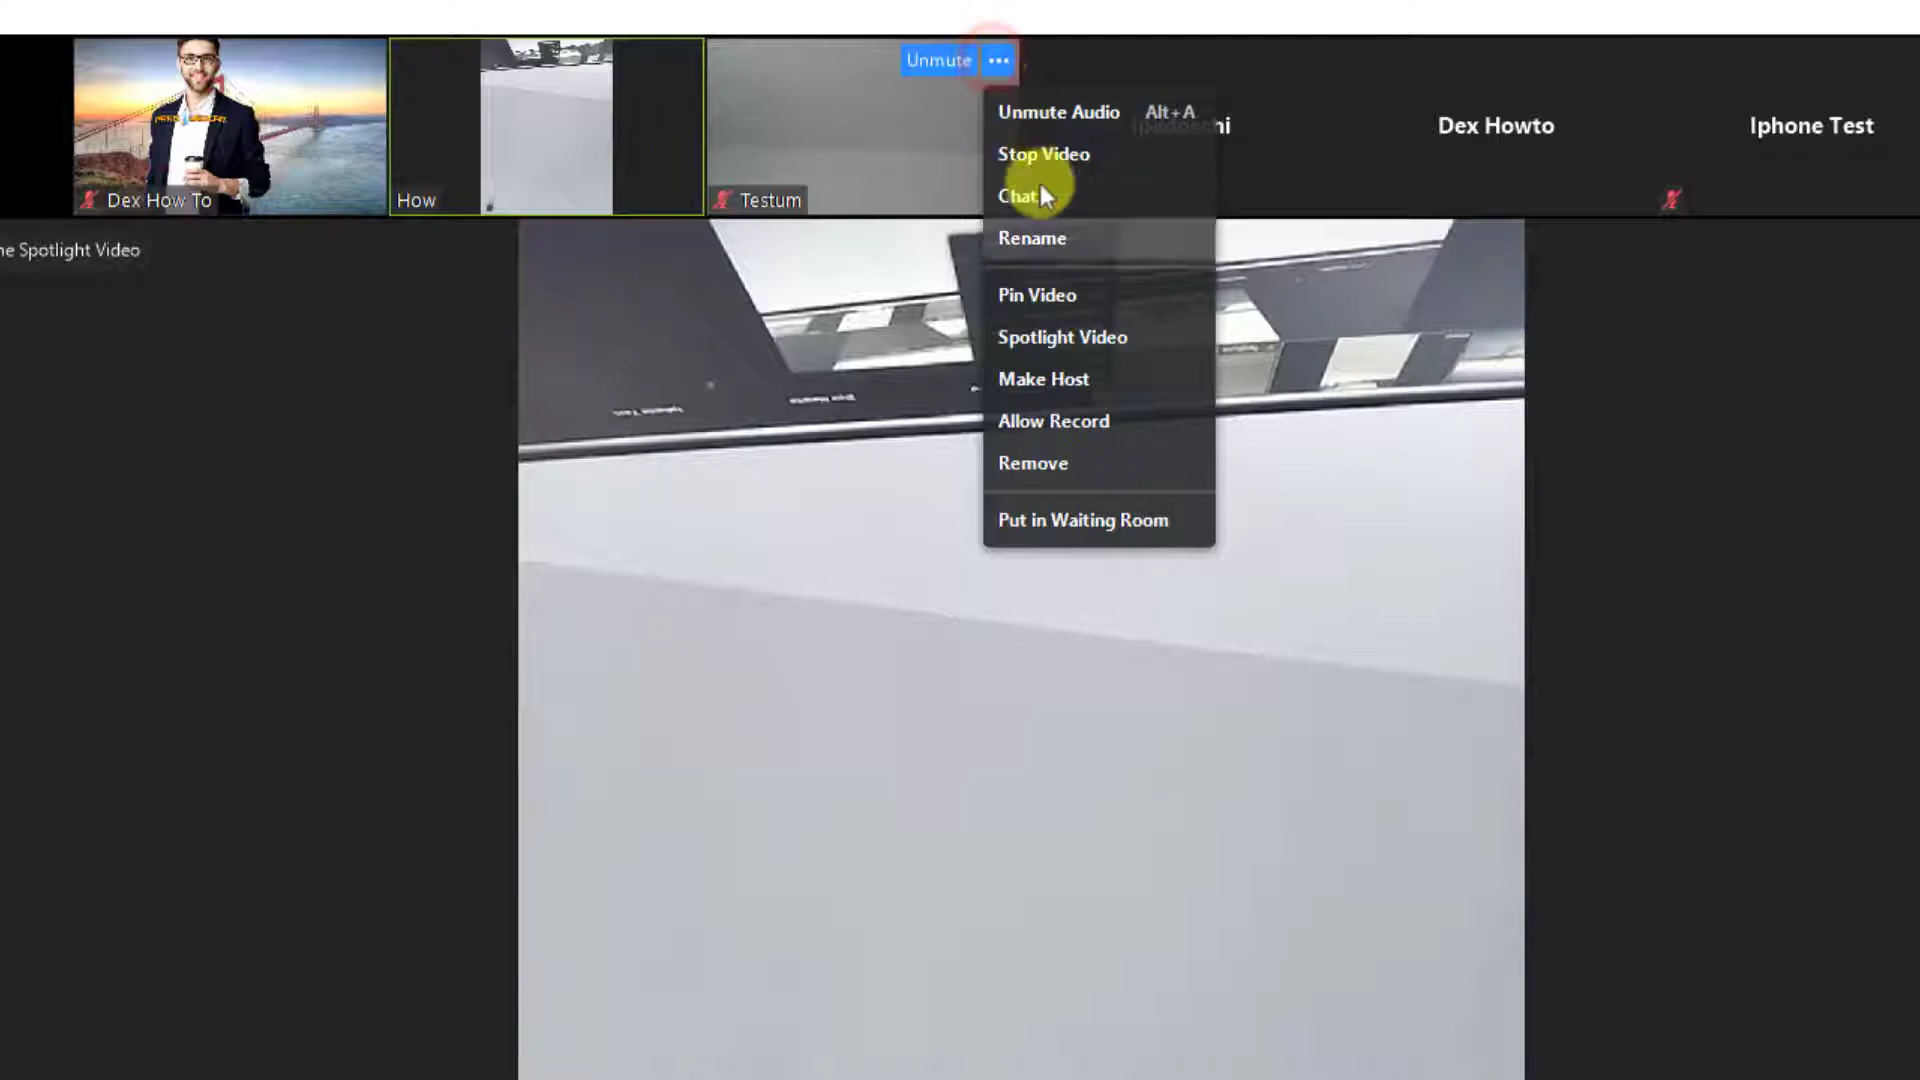 Unmute ...
Unmute Audio Alt+A
Dex Howto
Iphone Test
Stop Video
Chat
Dex How To
How
Testum
Rename
Spotlight Video
Pin Video
Spotlight Video
Make Host
Allow Record
Remove
Put in Waiting Room